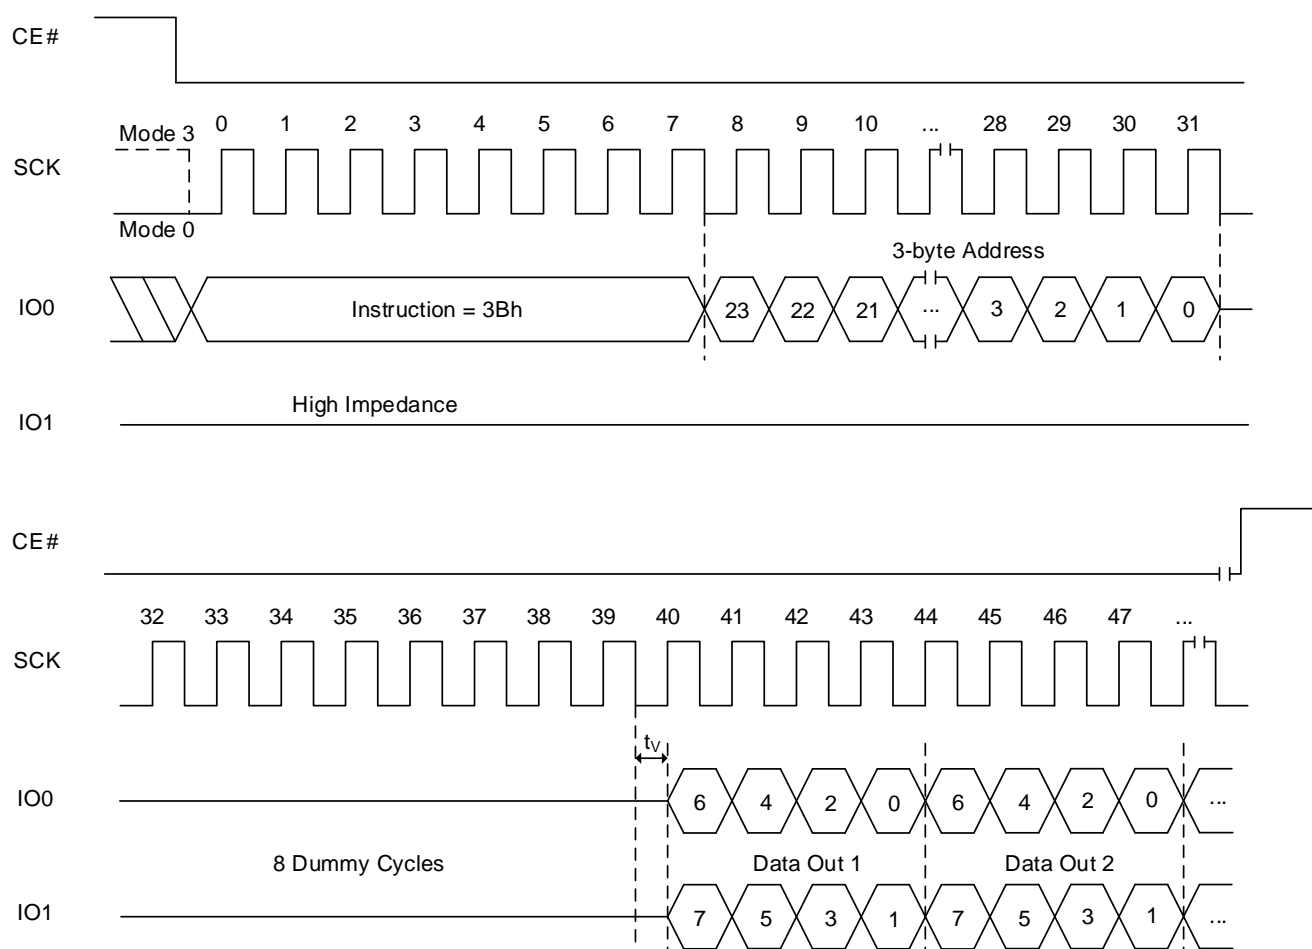 CE#
Mode 3 0 1 2 3 4 5 6 7 8 9 10 ... 28 29 30 31
SCK
Mode 0
3-byte Address
IO0 Instruction = 3Bh 23 22 21 ... 3 2 1 0
High Impedance
IO1
CE#
32 33 34 35 36 37 38 39 40 41 42 43 44 45 46 47 ...
SCK
tV
IO0 6 4 2 0 6 4 2 0 ...
8 Dummy Cycles Data Out 1 Data Out 2
IO1 7 5 3 1 7 5 3 1 ...